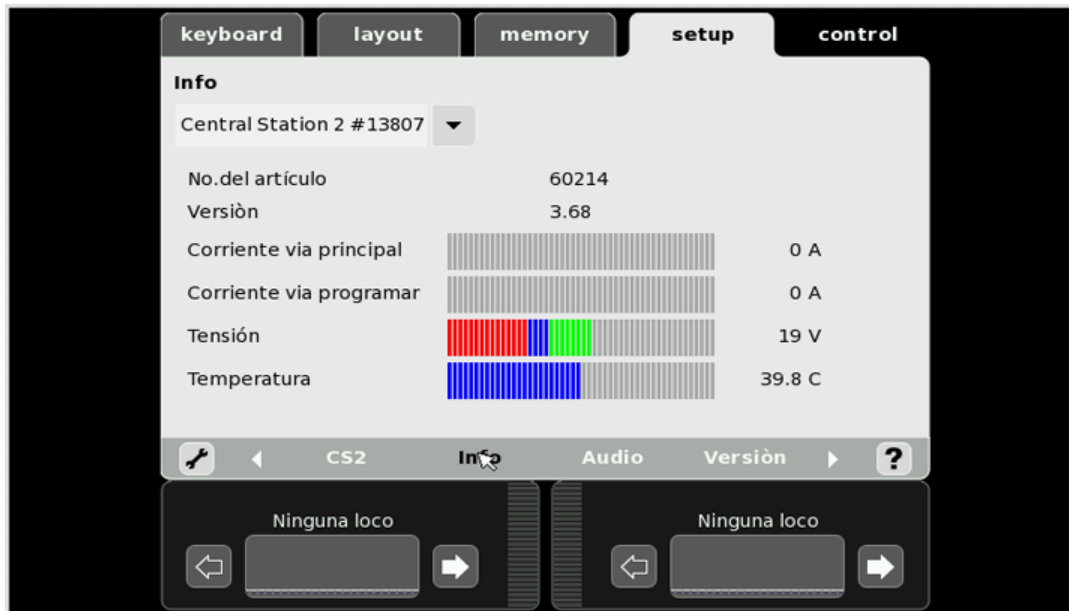 keyboard layout memory setup control
Info
Central Station 2 #13807
No.del artículo 60214
Versiòn 3.68
Corriente via principal 0 A
Corriente via programar 0 A
Tensión 19 V
Temperatura 39.8 C
CS2 Info Audio Versiòn ?
Ninguna loco Ninguna loco